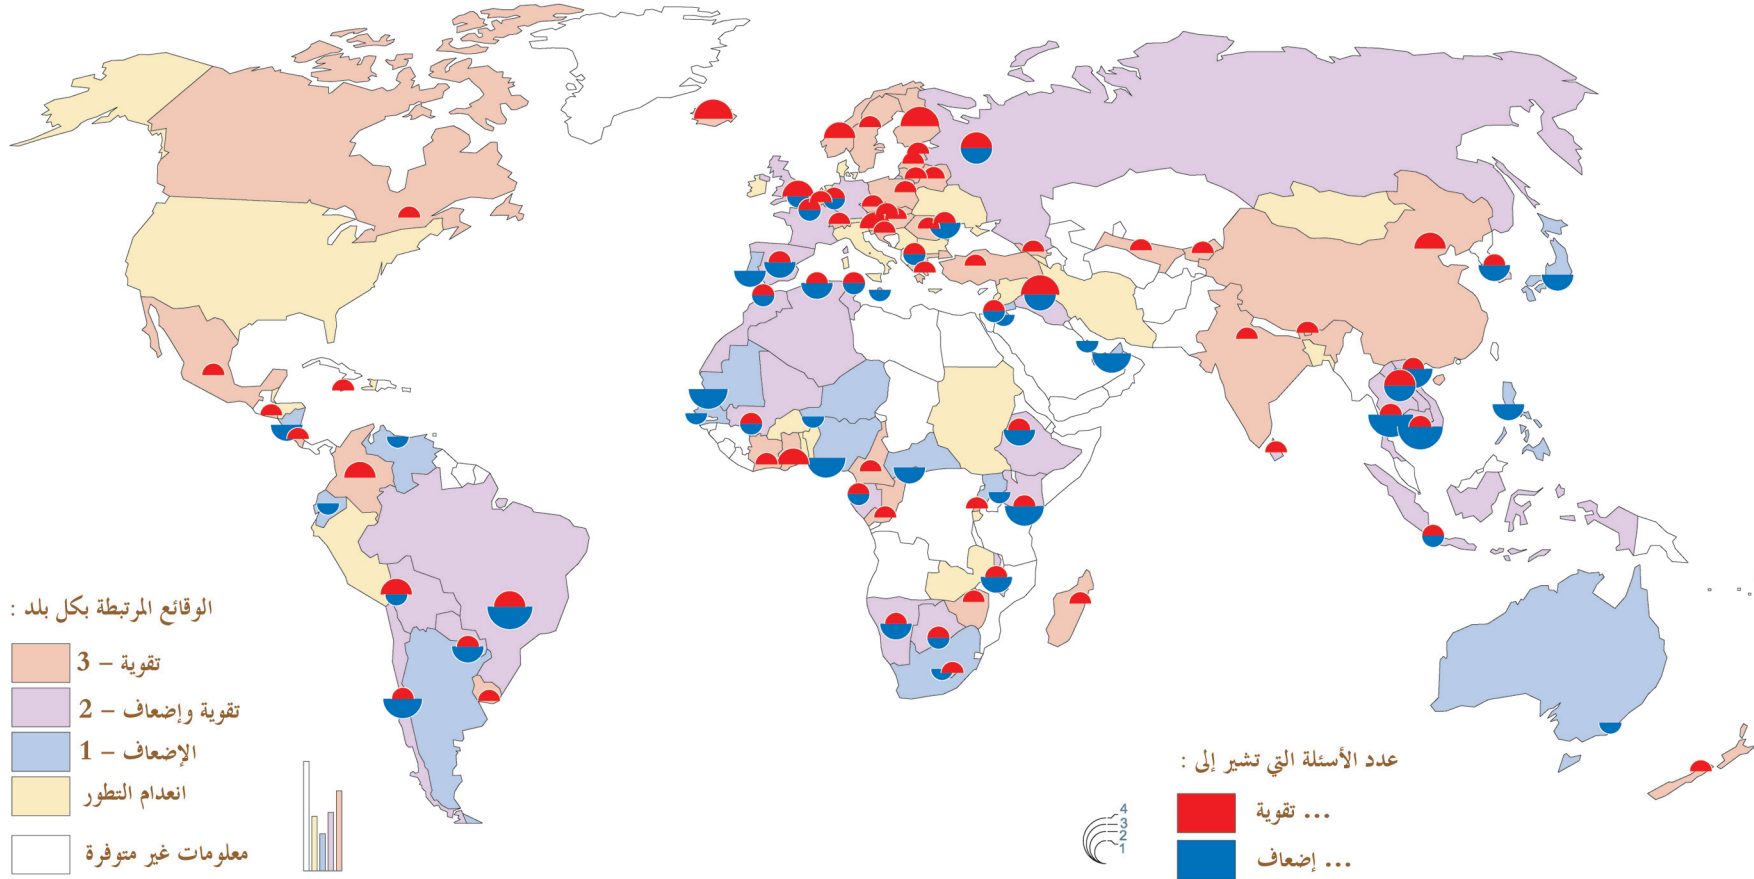 الوقائع المرتبطة بكل بلد :
3 – تقوية
2 – تقوية وإضعاف
1 – الإضعاف
انعدام التطور
معلومات غير متوفرة
عدد الأسئلة التي تشير إلى :
... تقوية
... إضعاف
4
3
2
1